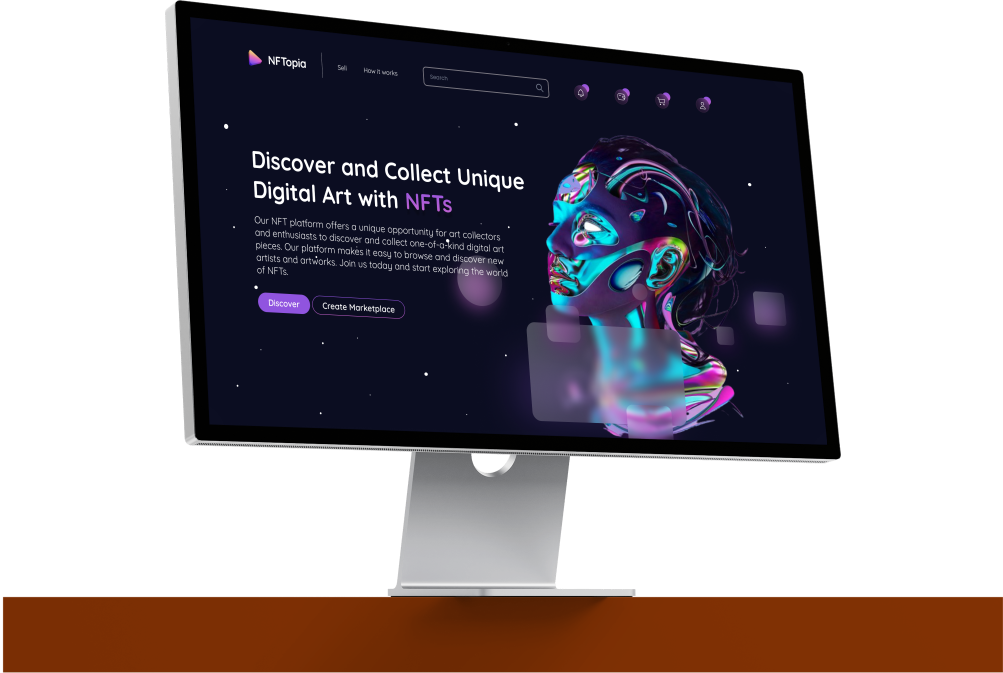 NFTopia
Sell
How it works
Search
Discover and Collect Unique
Digital Art with NFTs
Our NFT platform offers a unique opportunity for art collectors
and enthusiasts to discover and collect one-of-a-kind digital art
pieces. Our platform makes it easy to browse and discover new
artists and artworks. Join us today and start exploring the world
of NFTs.
Discover
Create Marketplace